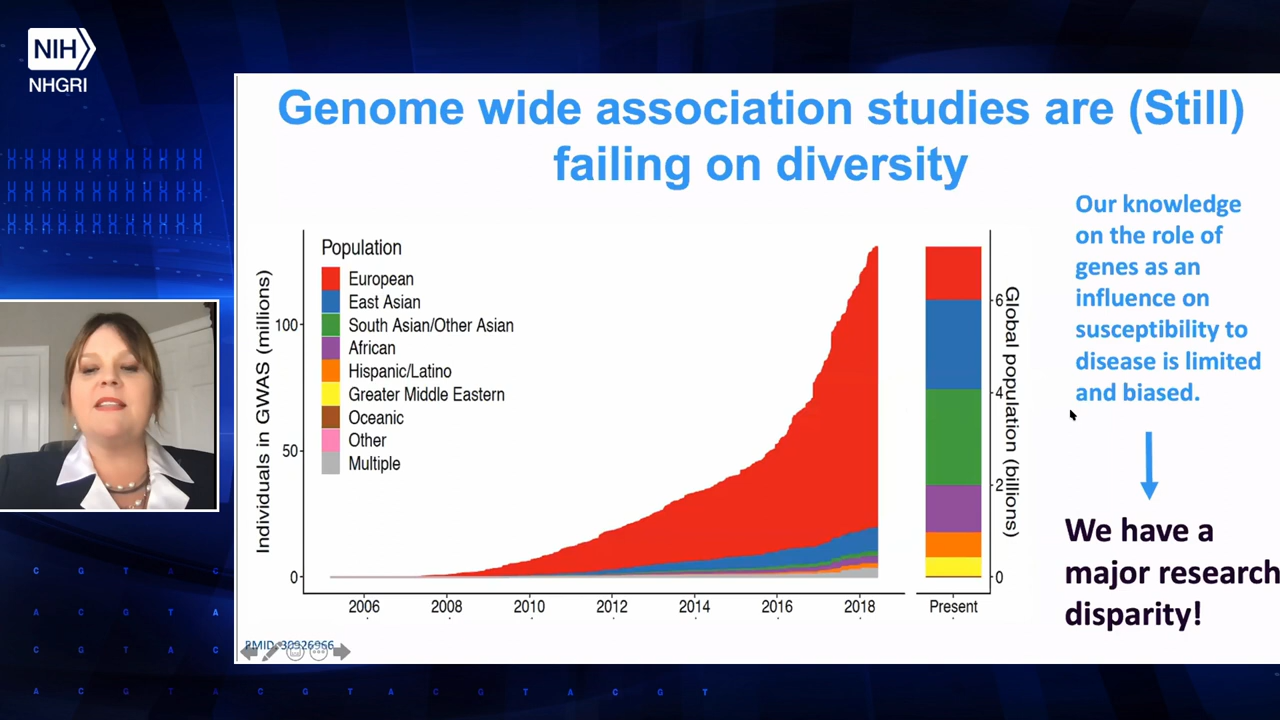 NIH
NHGRI
Genome wide association studies are (Still)
failing on diversity
Our knowledge
on the role of
genes as an
influence on
susceptibility to
disease is limited
and biased.
We have a
major research
disparity!
Population
European
East Asian
South Asian/Other Asian
African
Hispanic/Latino
Greater Middle Eastern
Oceanic
Other
Multiple
Individuals in GWAS (millions)
100
50
0
2006 2008 2010 2012 2014 2016 2018
Present
Global population (billions)
6
4
2
0
PMID: 30926966
C G T A C
A C G T A
C G T A C
A C G T A C G T A C G T A C G T A C G T